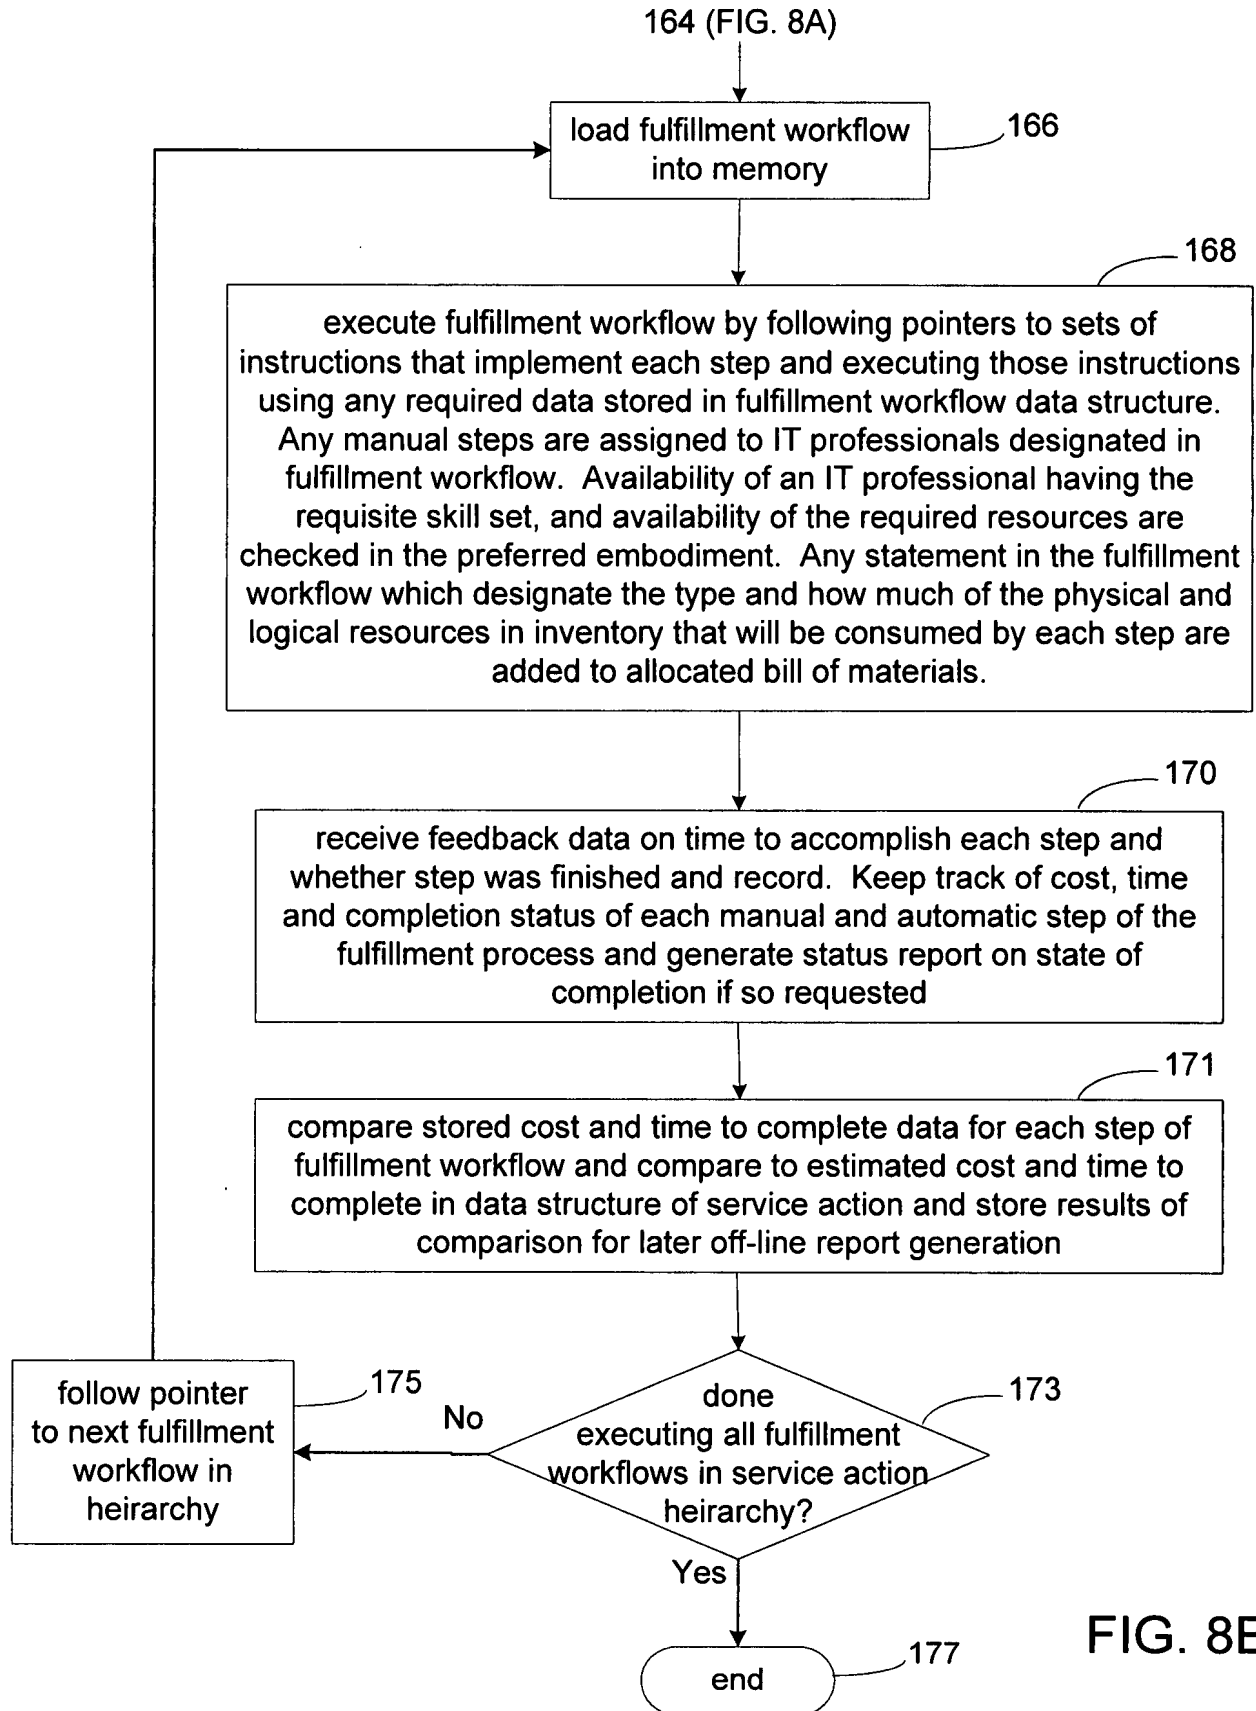 164 (FIG. 8A)
load fulfillment workflow
into memory
166
168
execute fulfillment workflow by following pointers to sets of
instructions that implement each step and executing those instructions
using any required data stored in fulfillment workflow data structure.
Any manual steps are assigned to IT professionals designated in
fulfillment workflow. Availability of an IT professional having the
requisite skill set, and availability of the required resources are
checked in the preferred embodiment. Any statement in the fulfillment
workflow which designate the type and how much of the physical and
logical resources in inventory that will be consumed by each step are
added to allocated bill of materials.
170
receive feedback data on time to accomplish each step and
whether step was finished and record. Keep track of cost, time
and completion status of each manual and automatic step of the
fulfillment process and generate status report on state of
completion if so requested
171
compare stored cost and time to complete data for each step of
fulfillment workflow and compare to estimated cost and time to
complete in data structure of service action and store results of
comparison for later off-line report generation
173
done
executing all fulfillment
workflows in service action
heirarchy?
No
175
follow pointer
to next fulfillment
workflow in
heirarchy
Yes
end
177
FIG. 8B